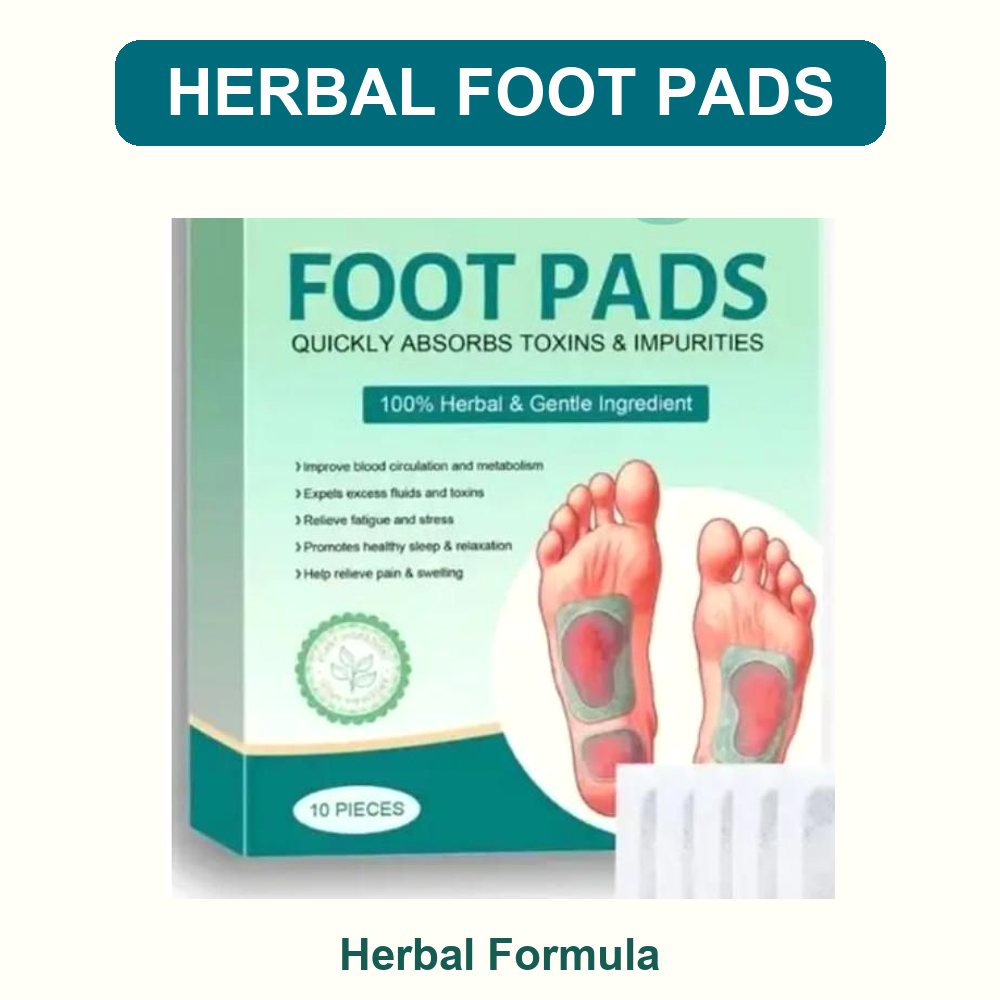 HERBAL FOOT PADS
FOOT PADS
QUICKLY ABSORBS TOXINS & IMPURITIES
100% Herbal & Gentle Ingredient
Improve blood circulation and metabolism
Expels excess fluids and toxins
Relieve fatigue and stress
Promotes healthy sleep & relaxation
Help relieve pain & swelling
10 PIECES
Herbal Formula